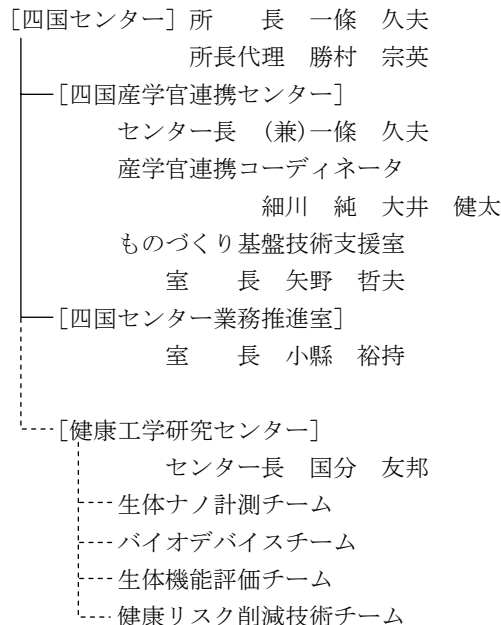 ［四国センター］所　　長　一條　久夫
所長代理　勝村　宗英
［四国産学官連携センター］
センター長　(兼)一條　久夫
産学官連携コーディネータ
細川　純　大井　健太
ものづくり基盤技術支援室
室　　長　矢野　哲夫
［四国センター業務推進室］
室　　長　小縣　裕持
［健康工学研究センター］
センター長　国分　友邦
生体ナノ計測チーム
バイオデバイスチーム
生体機能評価チーム
健康リスク削減技術チーム